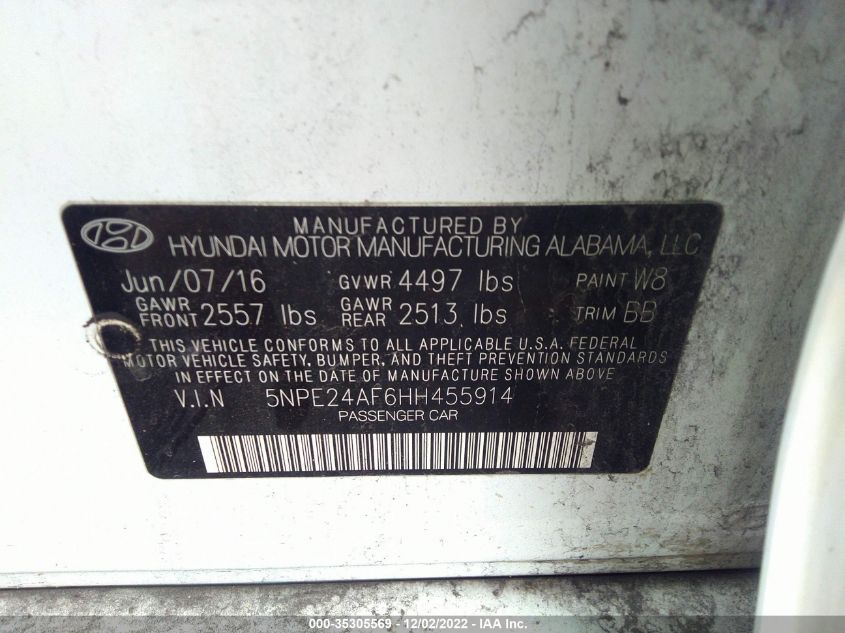 MANUFACTURED BY
HYUNDAI MOTOR MANUFACTURING ALABAMA, LLC
Jun/07/16 GVWR 4497 lbs PAINT W8
GAWR FRONT 2557 lbs GAWR REAR 2513 lbs TRIM BB
THIS VEHICLE CONFORMS TO ALL APPLICABLE U.S.A. FEDERAL
MOTOR VEHICLE SAFETY, BUMPER, AND THEFT PREVENTION STANDARDS
IN EFFECT ON THE DATE OF MANUFACTURE SHOWN ABOVE.
V.I.N 5NPE24AF6HH455914
PASSENGER CAR
000-35305569 - 12/02/2022 - IAA Inc.